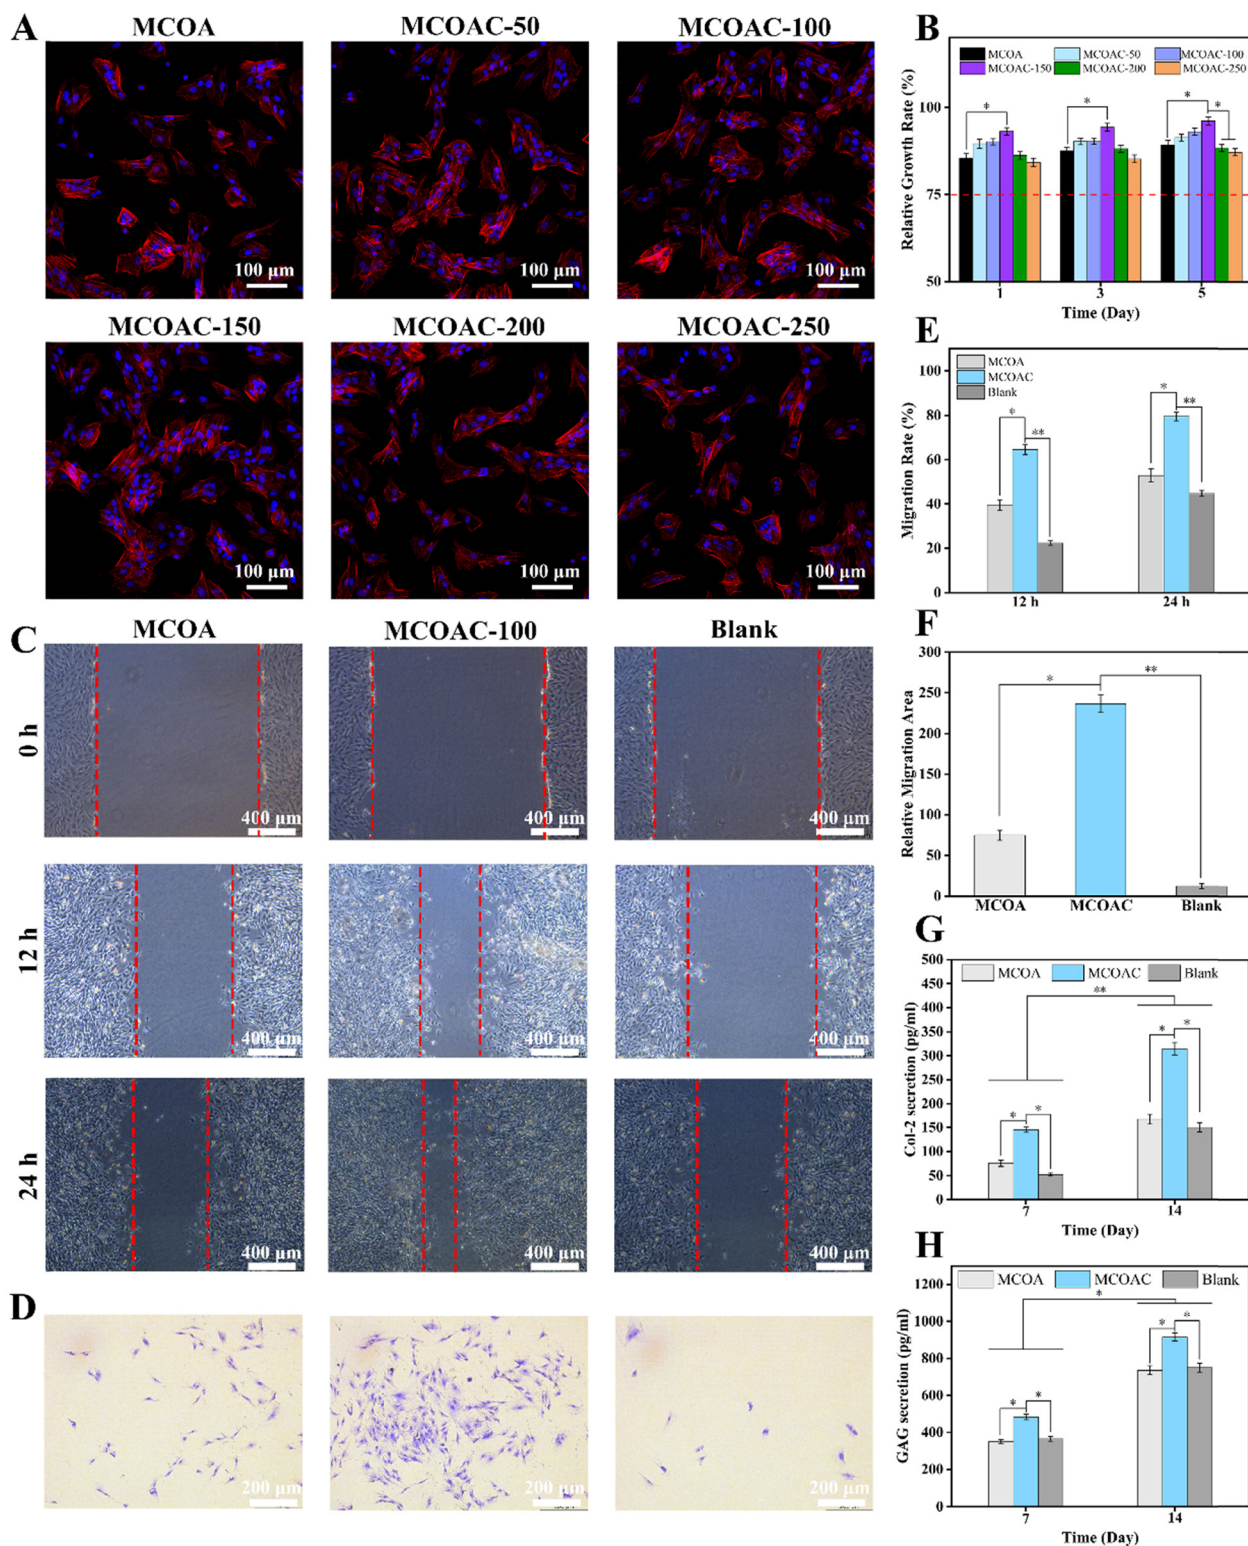 A
MCOA
MCOAC-50
MCOAC-100
100 µm
100 µm
100 µm
MCOAC-150
MCOAC-200
MCOAC-250
100 µm
100 µm
100 µm
B
MCOA
MCOAC-50
MCOAC-100
MCOAC-150
MCOAC-200
MCOAC-250
Relative Growth Rate (%)
100
75
50
* * * *
1 3 5
Time (Day)
C
MCOA
MCOAC-100
Blank
0 h
400 µm
400 µm
400 µm
12 h
400 µm
400 µm
400 µm
24 h
400 µm
400 µm
400 µm
D
200 µm
200 µm
200 µm
E
MCOA
MCOAC
Blank
Migration Rate (%)
100
80
60
40
20
0
* ** * **
12 h 24 h
F
Relative Migration Area
300
250
200
150
100
50
0
* **
MCOA MCOAC Blank
G
MCOA MCOAC Blank
Col-2 secrction (pg/ml)
500
450
400
350
300
250
200
150
100
50
0
**
* * * *
7 14
Time (Day)
H
MCOA MCOAC Blank
GAG secretion (pg/ml)
1200
1000
800
600
400
200
0
*
* * * *
7 14
Time (Day)